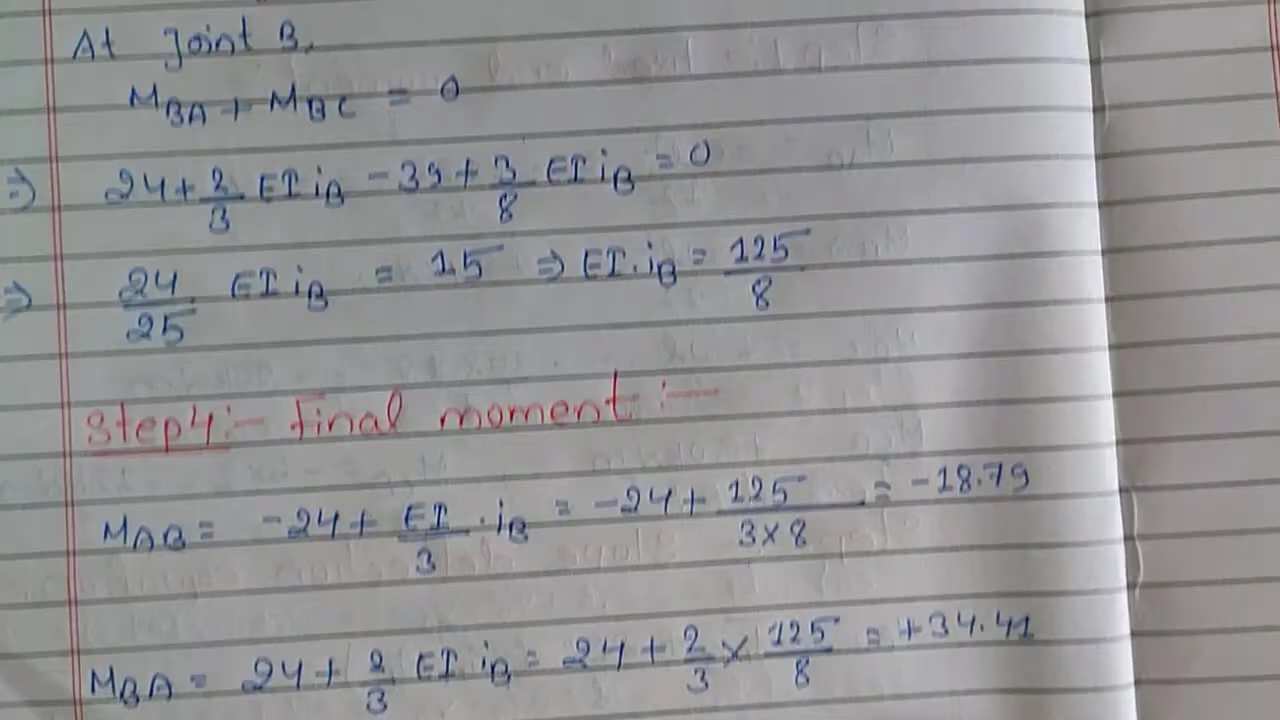 At Joint B,
M_BA + M_BC = 0
⇒ 24 + 2/3 EI i_B - 39 + 3/8 EI i_B = 0
⇒ 24/25 EI i_B = 15 ⇒ EI. i_B = 125/8
Step4:- Final moment :-
M_AB = -24 + EI/3 . i_B = -24 + 125/(3×8) = -18.79
M_BA = 24 + 2/3 EI i_B = 24 + 2/3 × 125/8 = +34.41